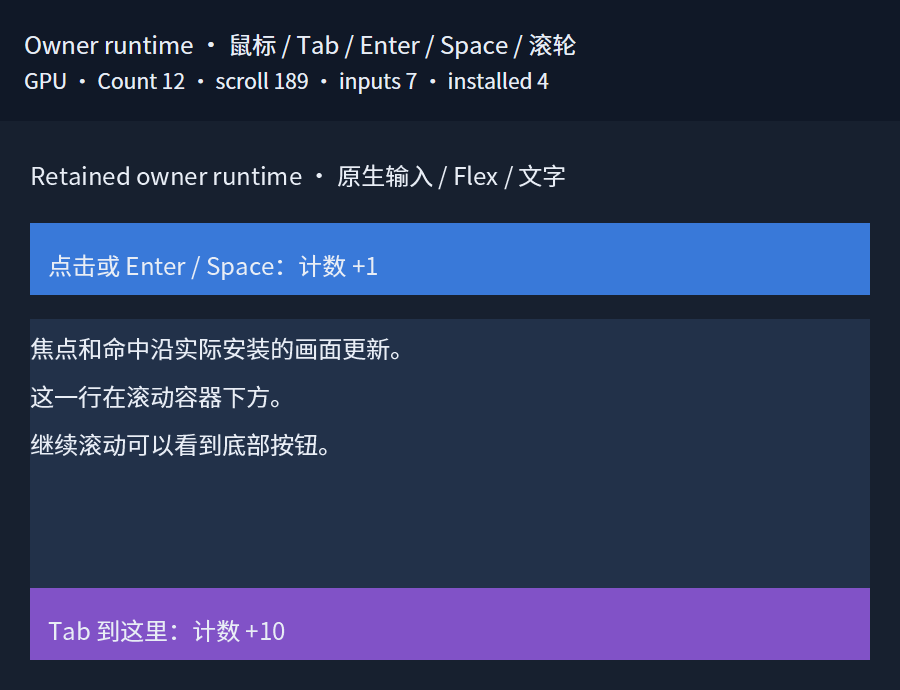 Owner runtime · 鼠标 / Tab / Enter / Space / 滚轮
GPU · Count 12 · scroll 189 · inputs 7 · installed 4
Retained owner runtime · 原生输入 / Flex / 文字
点击或 Enter / Space：计数 +1
焦点和命中沿实际安装的画面更新。
这一行在滚动容器下方。
继续滚动可以看到底部按钮。
Tab 到这里：计数 +10